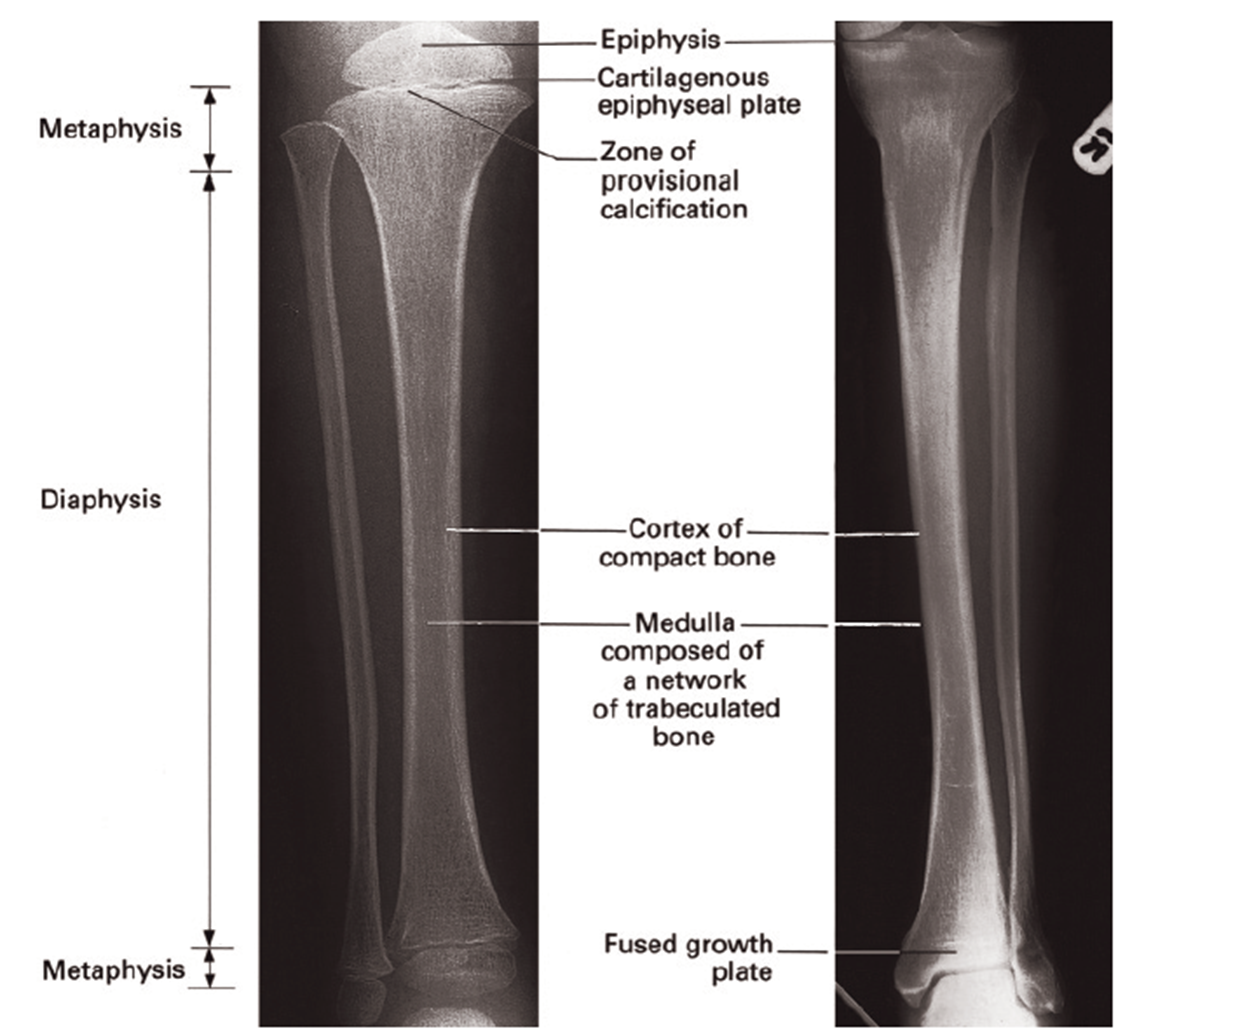 Epiphysis
Cartilagenous
epiphyseal plate
Metaphysis
Zone of
provisional
calcification
Diaphysis
Cortex of
compact bone
Medulla
composed of
a network
of trabeculated
bone
Fused growth
plate
Metaphysis